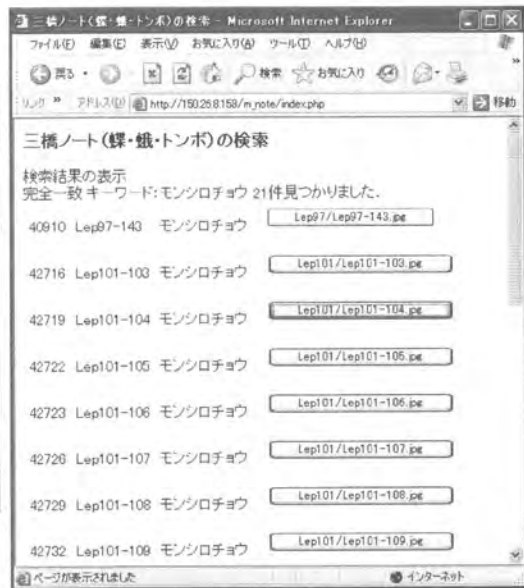 三橋ノート(蝶・蛾・トンボ)の検索 - Microsoft Internet Explorer
ファイル(F) 編集(E) 表示(V) お気に入り(A) ツール(T) ヘルプ(H)
戻る 検索 お気に入り
リンク » アドレス(D) http://150.26.8.158/m_note/index.php 移動
三橋ノート(蝶・蛾・トンボ)の検索
検索結果の表示
完全一致 キーワード:モンシロチョウ 21件見つかりました.
40910 Lep97-143 モンシロチョウ Lep97/Lep97-143.jpg
42716 Lep101-103 モンシロチョウ Lep101/Lep101-103.jpg
42719 Lep101-104 モンシロチョウ Lep101/Lep101-104.jpg
42722 Lep101-105 モンシロチョウ Lep101/Lep101-105.jpg
42723 Lep101-106 モンシロチョウ Lep101/Lep101-106.jpg
42726 Lep101-107 モンシロチョウ Lep101/Lep101-107.jpg
42729 Lep101-108 モンシロチョウ Lep101/Lep101-108.jpg
42732 Lep101-109 モンシロチョウ Lep101/Lep101-109.jpg
ページが表示されました インターネット